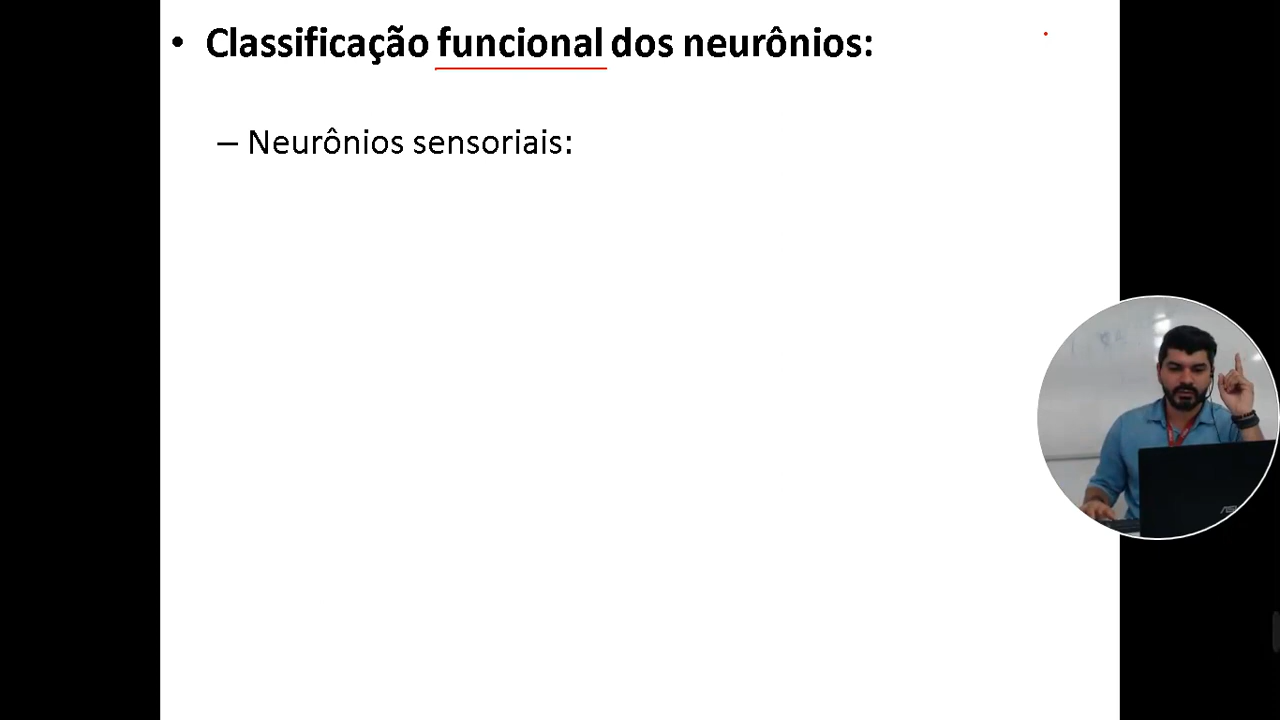 • Classificação funcional dos neurônios:
– Neurônios sensoriais: